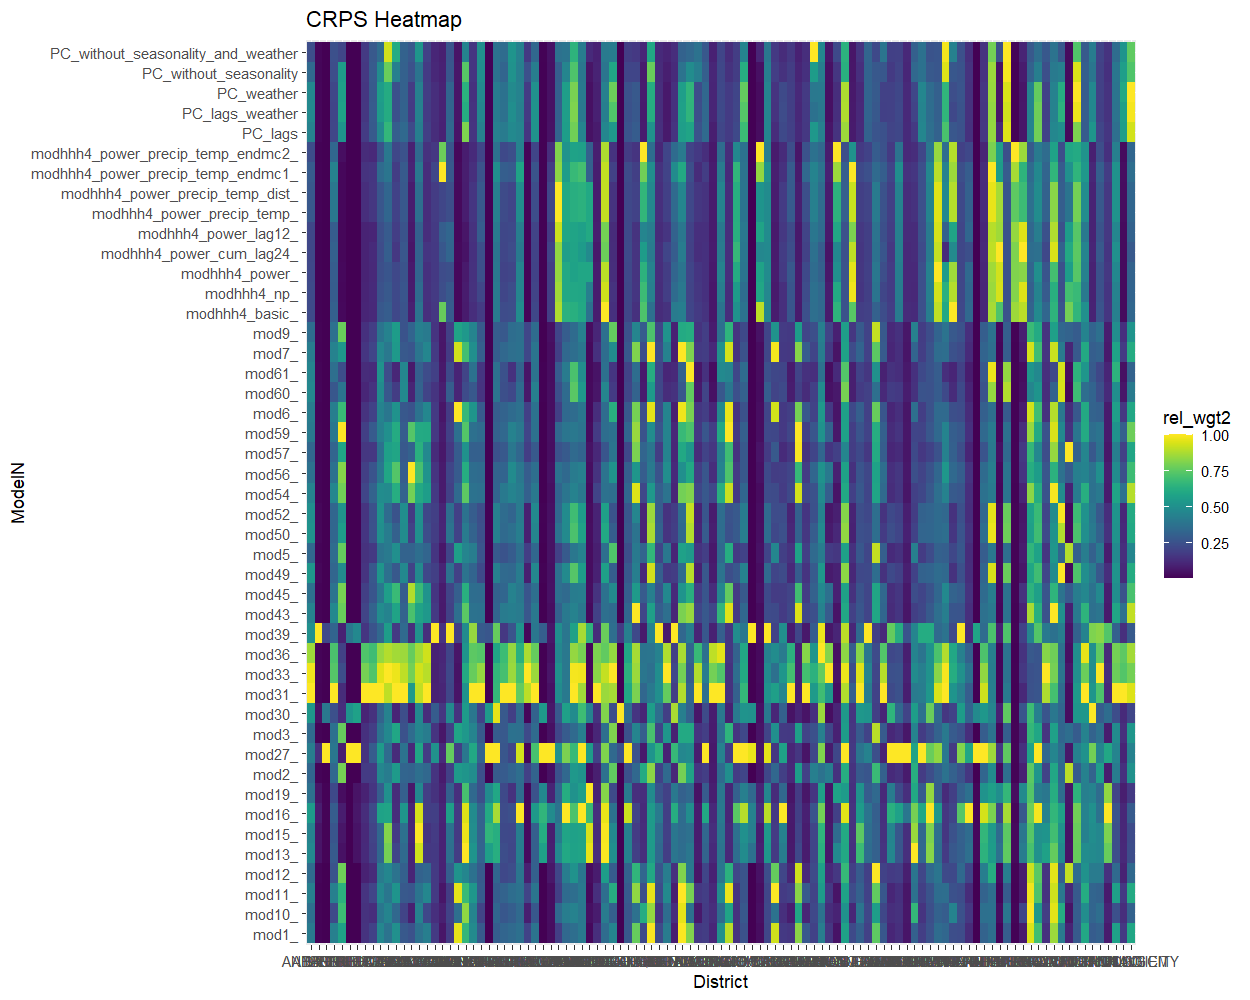 CRPS Heatmap
PC_without_seasonality_and_weather
PC_without_seasonality
PC_weather
PC_lags_weather
PC_lags
modhhh4_power_precip_temp_endmc2_
modhhh4_power_precip_temp_endmc1_
modhhh4_power_precip_temp_dist_
modhhh4_power_precip_temp_
modhhh4_power_lag12_
modhhh4_power_cum_lag24_
modhhh4_power_
modhhh4_np_
modhhh4_basic_
mod9_
mod7_
mod61_
mod60_
mod6_
mod59_
mod57_
mod56_
mod54_
mod52_
mod50_
mod5_
mod49_
mod45_
mod43_
mod39_
mod36_
mod33_
mod31_
mod30_
mod3_
mod27_
mod2_
mod19_
mod16_
mod15_
mod13_
mod12_
mod11_
mod10_
mod1_
ModelN
District
rel_wgt2
1.00
0.75
0.50
0.25